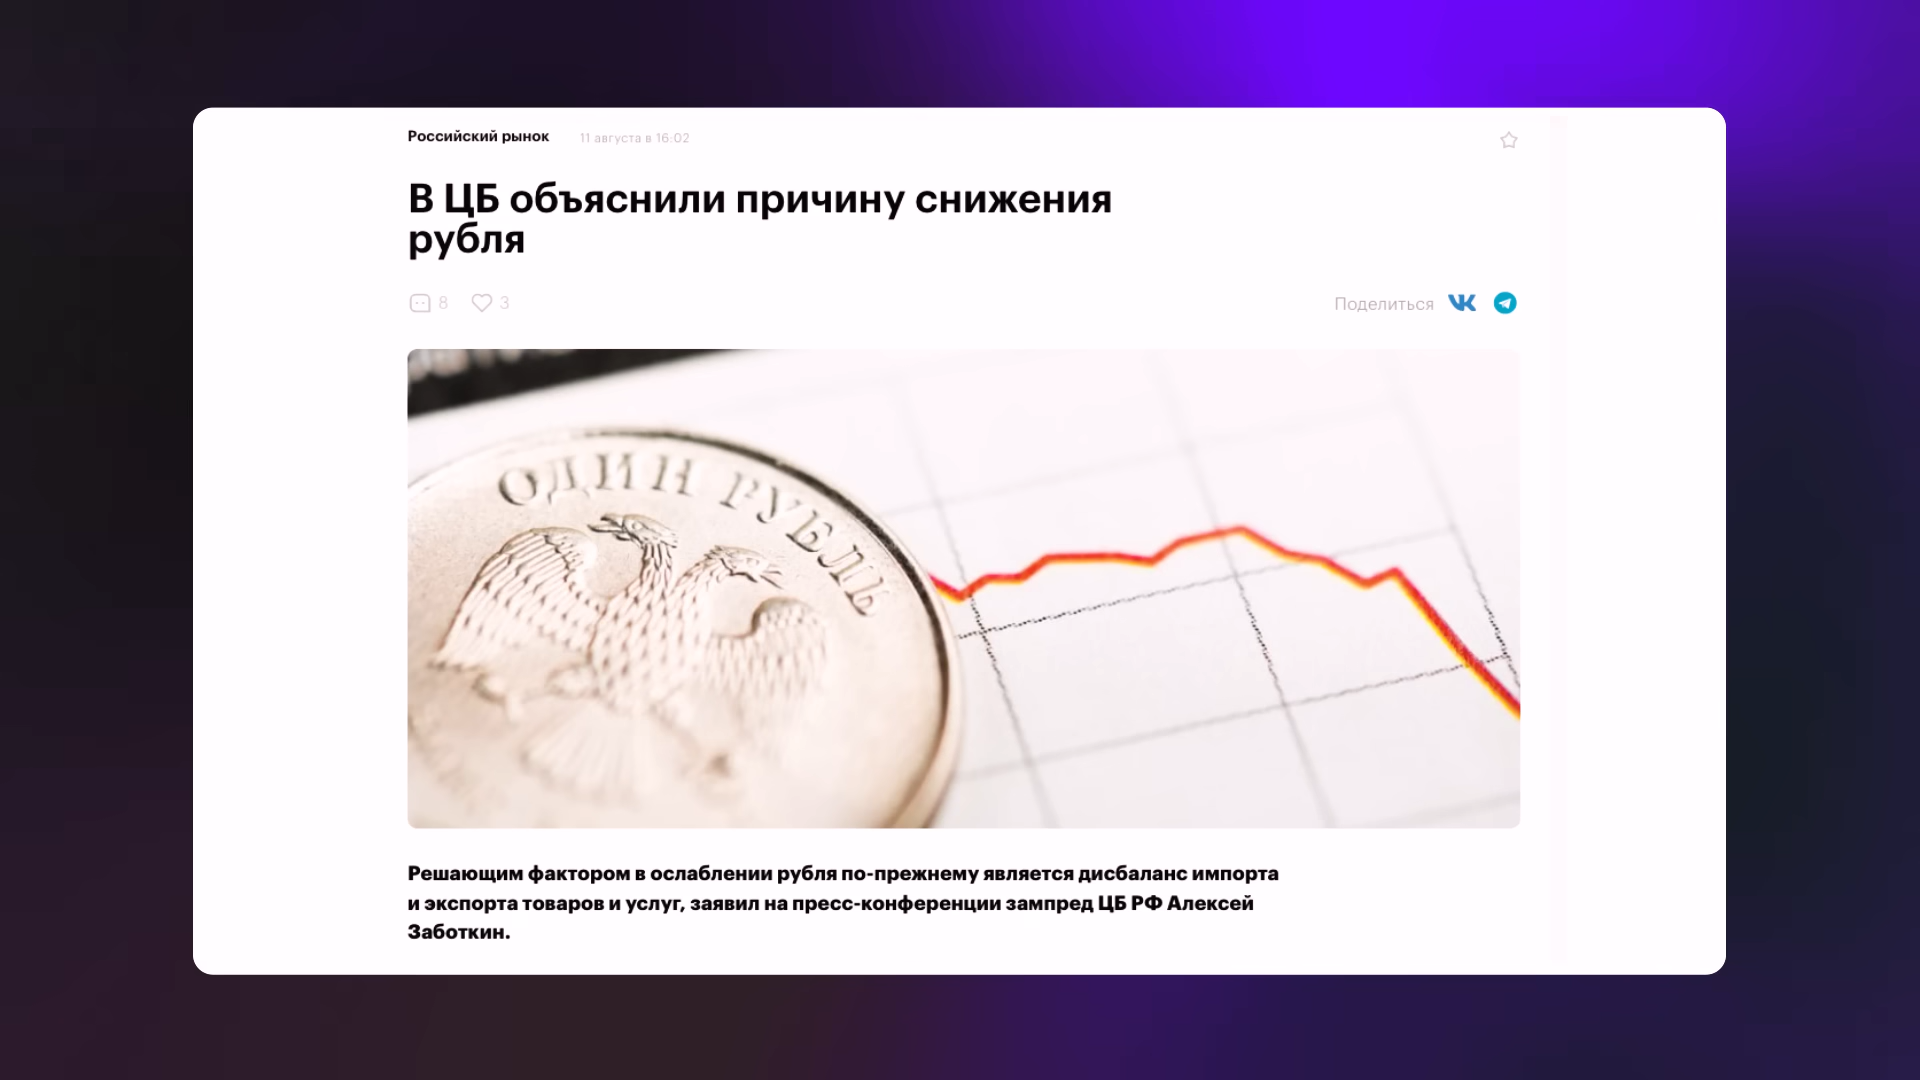 Российский рынок 11 августа в 16:02
В ЦБ объяснили причину снижения
рубля
8 3
Поделиться
ОДИН РУБЛЬ
Решающим фактором в ослаблении рубля по-прежнему является дисбаланс импорта
и экспорта товаров и услуг, заявил на пресс-конференции зампред ЦБ РФ Алексей
Заботкин.